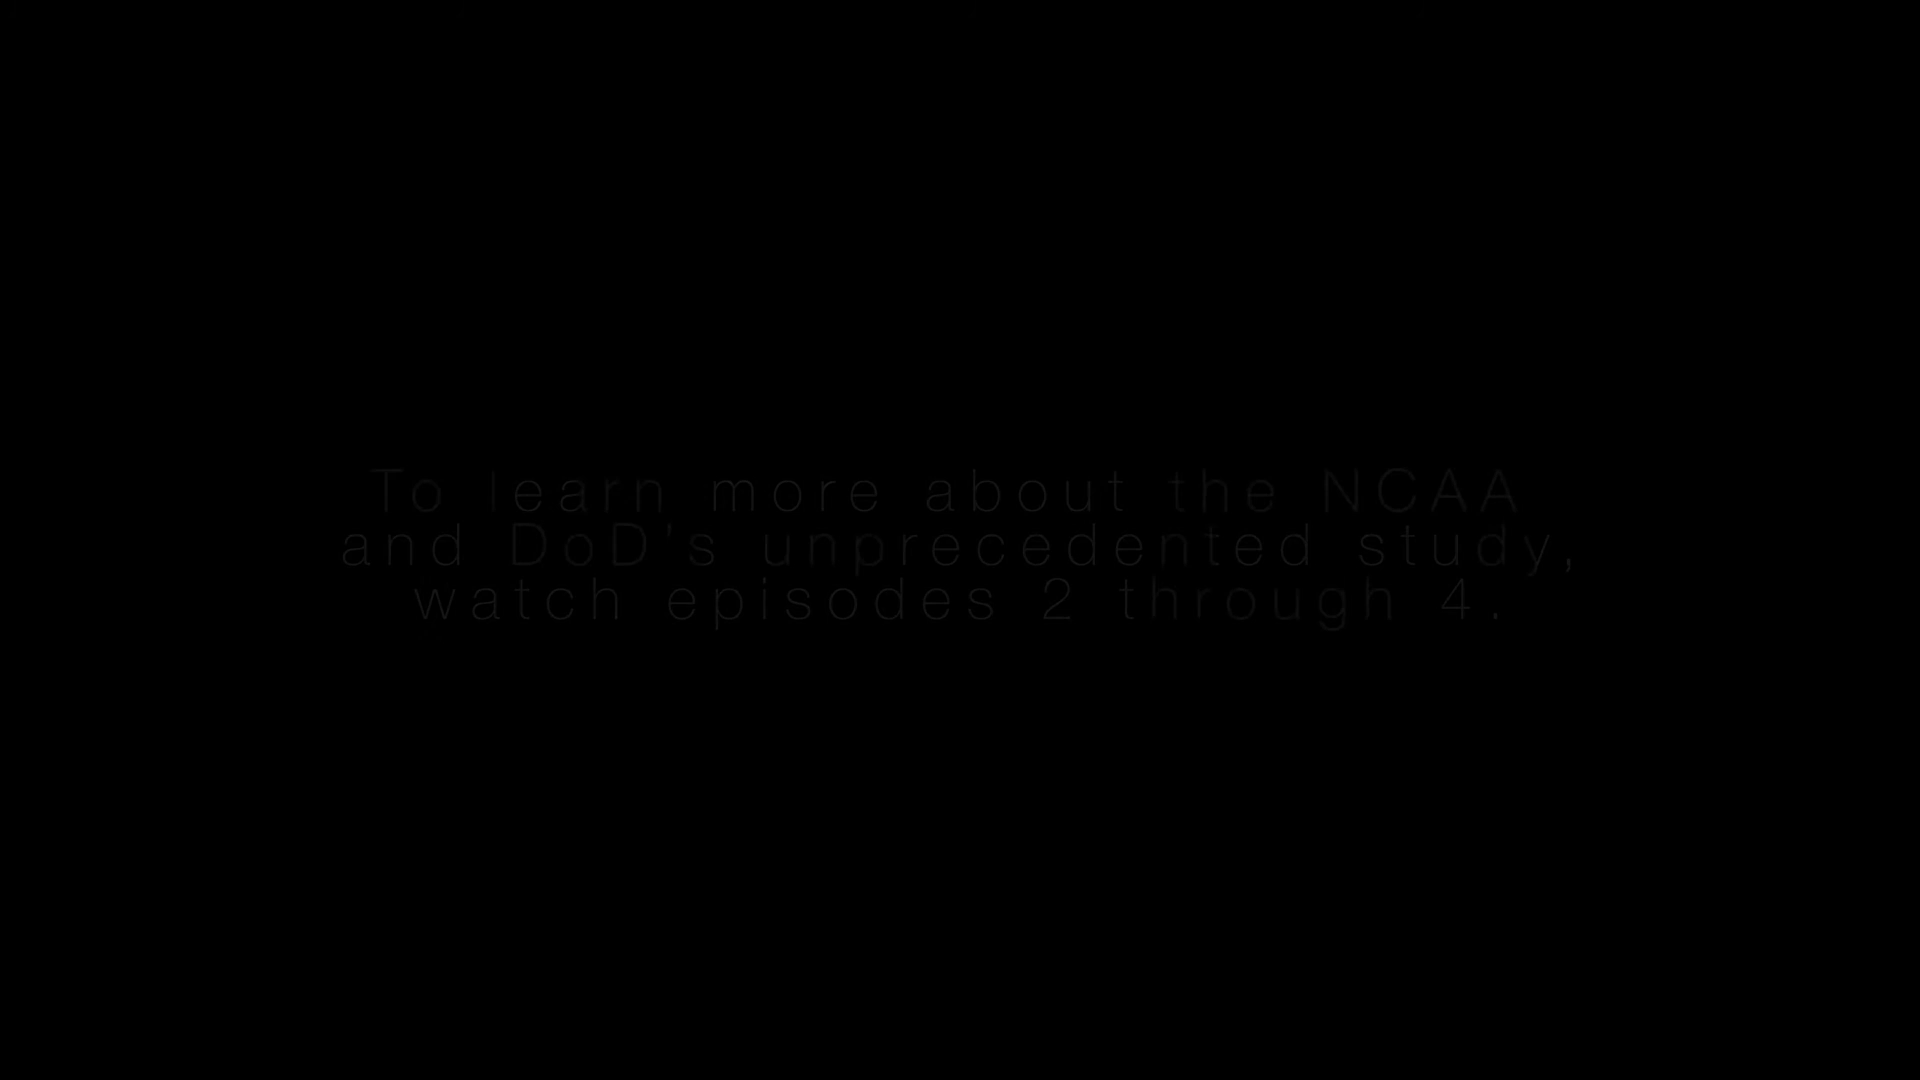 To learn more about the NCAA
and DoD's unprecedented study,
watch episodes 2 through 4.